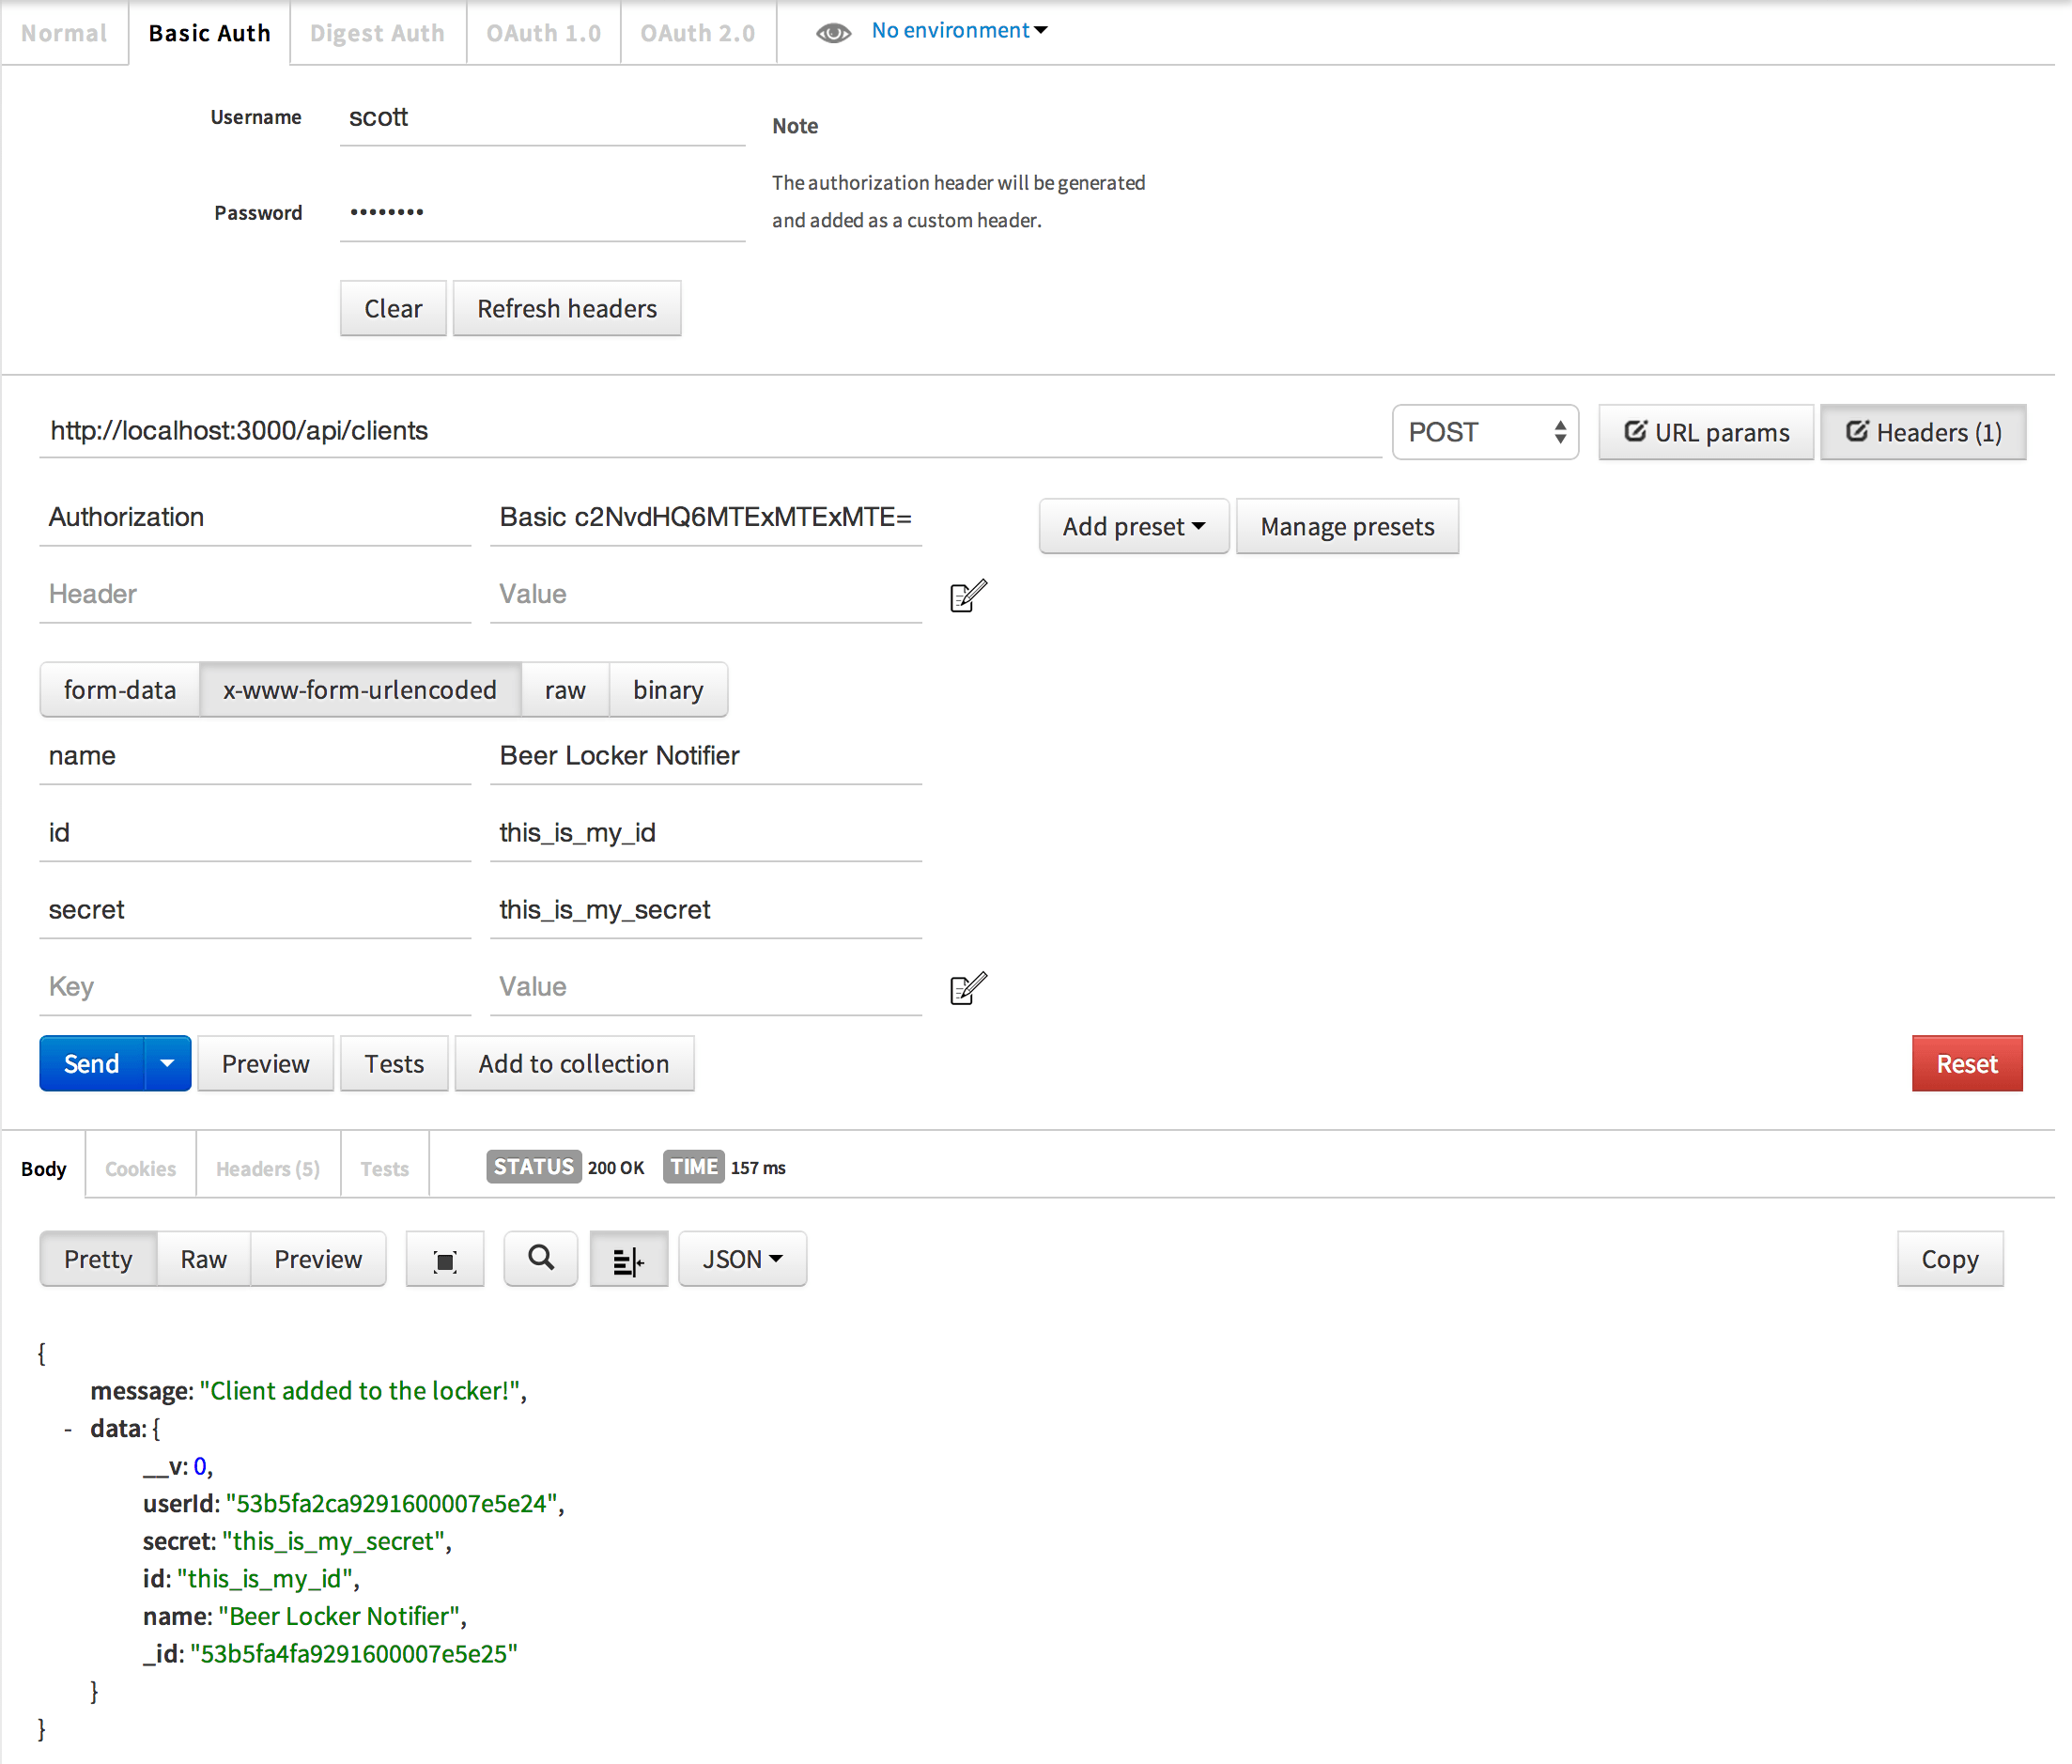 Normal Basic Auth Digest Auth OAuth 1.0 OAuth 2.0 No environment
Username scott
Note
The authorization header will be generated
and added as a custom header.
Password ••••••••
Clear Refresh headers
http://localhost:3000/api/clients POST URL params Headers (1)
Authorization Basic c2NvdHQ6MTExMTExMTE= Add preset Manage presets
Header Value
form-data x-www-form-urlencoded raw binary
name Beer Locker Notifier
id this_is_my_id
secret this_is_my_secret
Key Value
Send Preview Tests Add to collection Reset
Body Cookies Headers (5) Tests STATUS 200 OK TIME 157 ms
Pretty Raw Preview JSON Copy
{
message: "Client added to the locker!",
- data: {
__v: 0,
userId: "53b5fa2ca9291600007e5e24",
secret: "this_is_my_secret",
id: "this_is_my_id",
name: "Beer Locker Notifier",
_id: "53b5fa4fa9291600007e5e25"
}
}